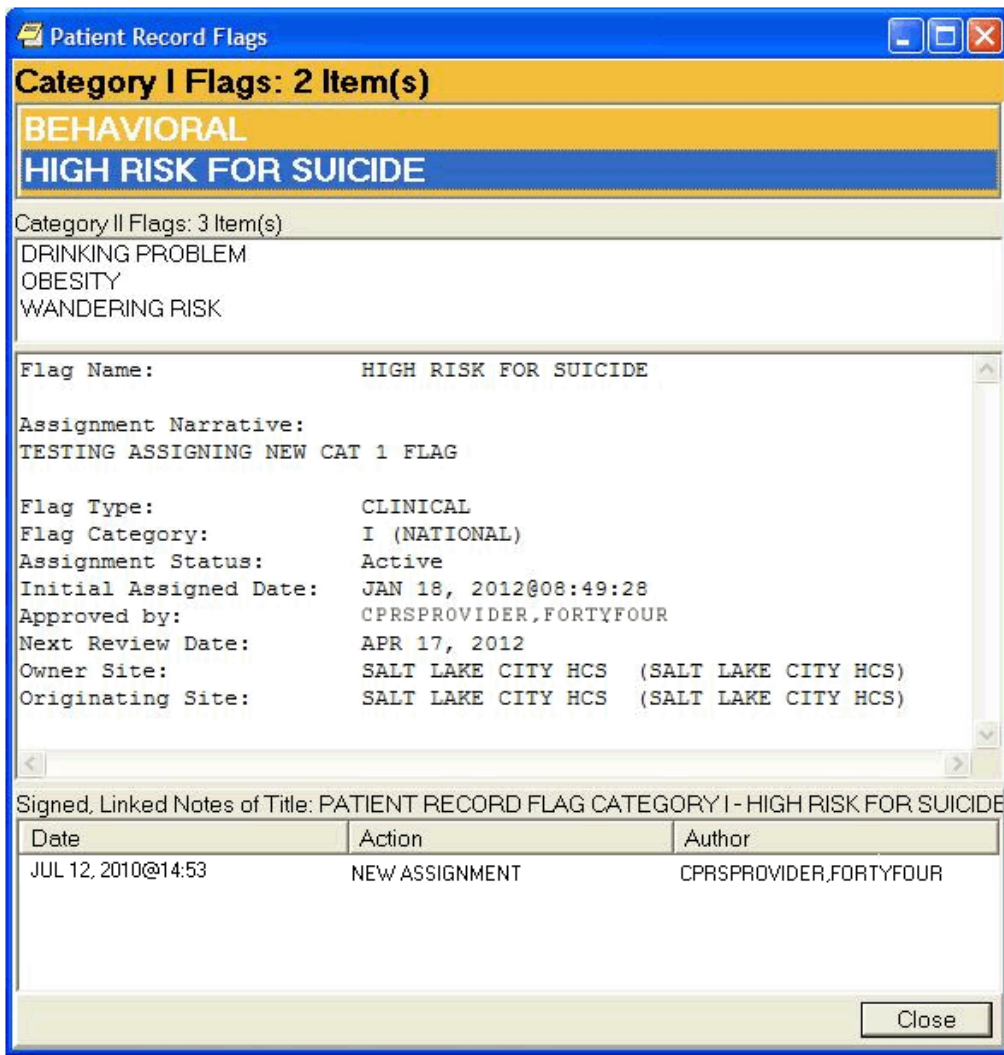 Patient Record Flags
Category I Flags: 2 Item(s)
BEHAVIORAL
HIGH RISK FOR SUICIDE
Category II Flags: 3 Item(s)
DRINKING PROBLEM
OBESITY
WANDERING RISK
Flag Name: HIGH RISK FOR SUICIDE
Assignment Narrative:
TESTING ASSIGNING NEW CAT 1 FLAG
Flag Type: CLINICAL
Flag Category: I (NATIONAL)
Assignment Status: Active
Initial Assigned Date: JAN 18, 2012@08:49:28
Approved by: CPRSPROVIDER,FORTYFOUR
Next Review Date: APR 17, 2012
Owner Site: SALT LAKE CITY HCS (SALT LAKE CITY HCS)
Originating Site: SALT LAKE CITY HCS (SALT LAKE CITY HCS)
Signed, Linked Notes of Title: PATIENT RECORD FLAG CATEGORY I - HIGH RISK FOR SUICIDE
Date Action Author
JUL 12, 2010@14:53 NEW ASSIGNMENT CPRSPROVIDER,FORTYFOUR
Close